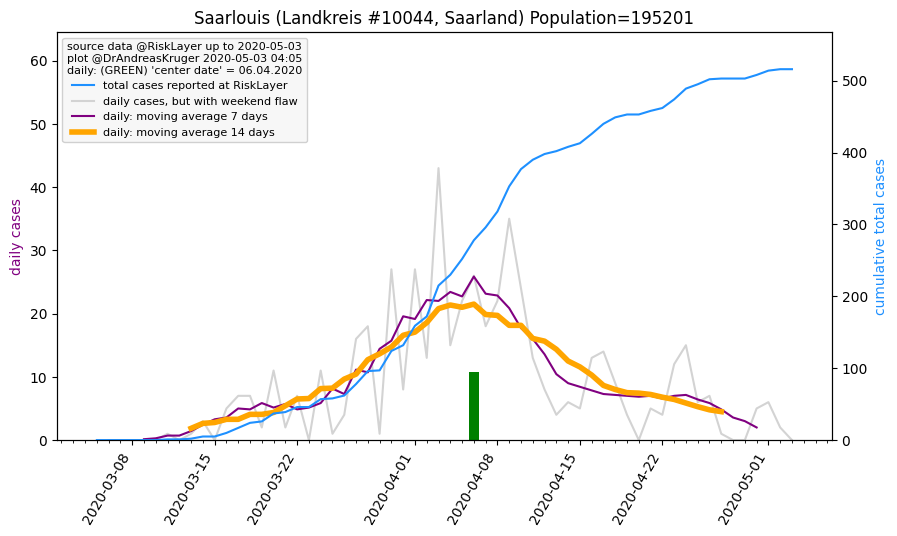 Saarlouis (Landkreis #10044, Saarland) Population=195201
source data @RiskLayer up to 2020-05-03
plot @DrAndreasKruger 2020-05-03 04:05
daily: (GREEN) 'center date' = 06.04.2020
total cases reported at RiskLayer
daily cases, but with weekend flaw
daily: moving average 7 days
daily: moving average 14 days
daily cases
60
50
40
30
20
10
0
500
400
300
200
100
0
cumulative total cases
2020-03-08
2020-03-15
2020-03-22
2020-04-01
2020-04-08
2020-04-15
2020-04-22
2020-05-01